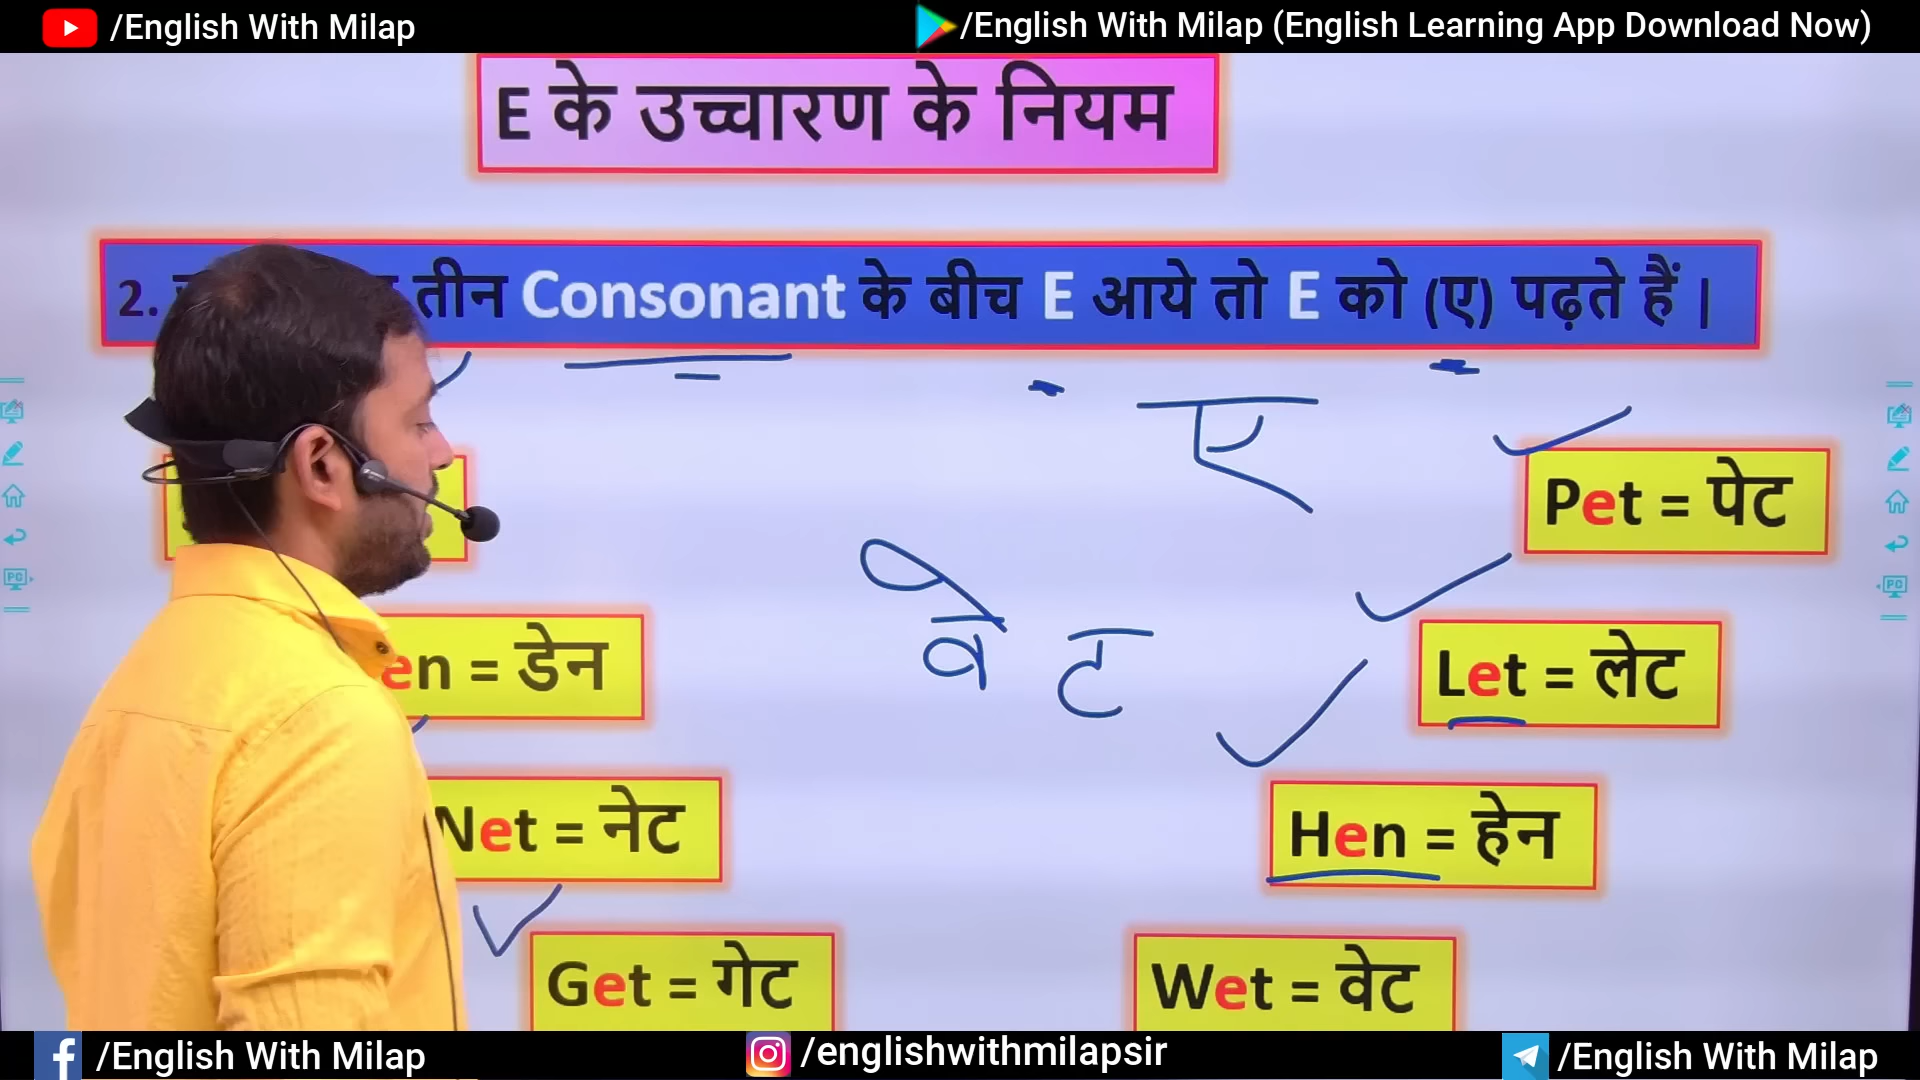 /English With Milap
/English With Milap (English Learning App Download Now)
E के उच्चारण के नियम
2. तीन Consonant के बीच E आये तो E को (ए) पढ़ते हैं |
ए
Pet = पेट
वेट
en = डेन
Let = लेट
Net = नेट
Hen = हेन
Get = गेट
Wet = वेट
/English With Milap
/englishwithmilapsir
/English With Milap